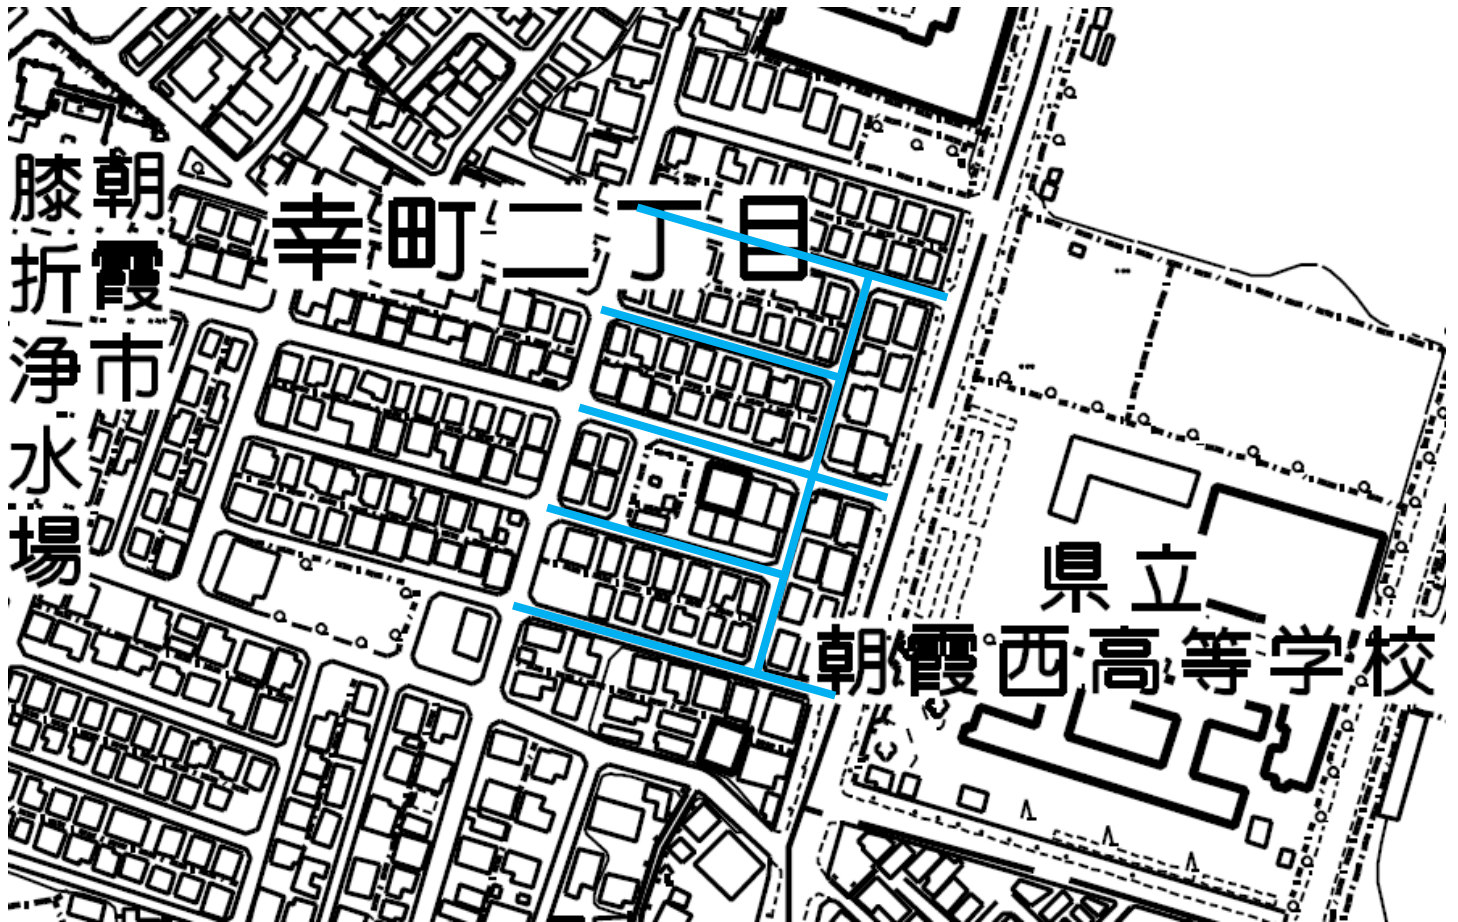 朝霞市
膝折浄水場
幸町二丁目
県立
朝霞西高等学校